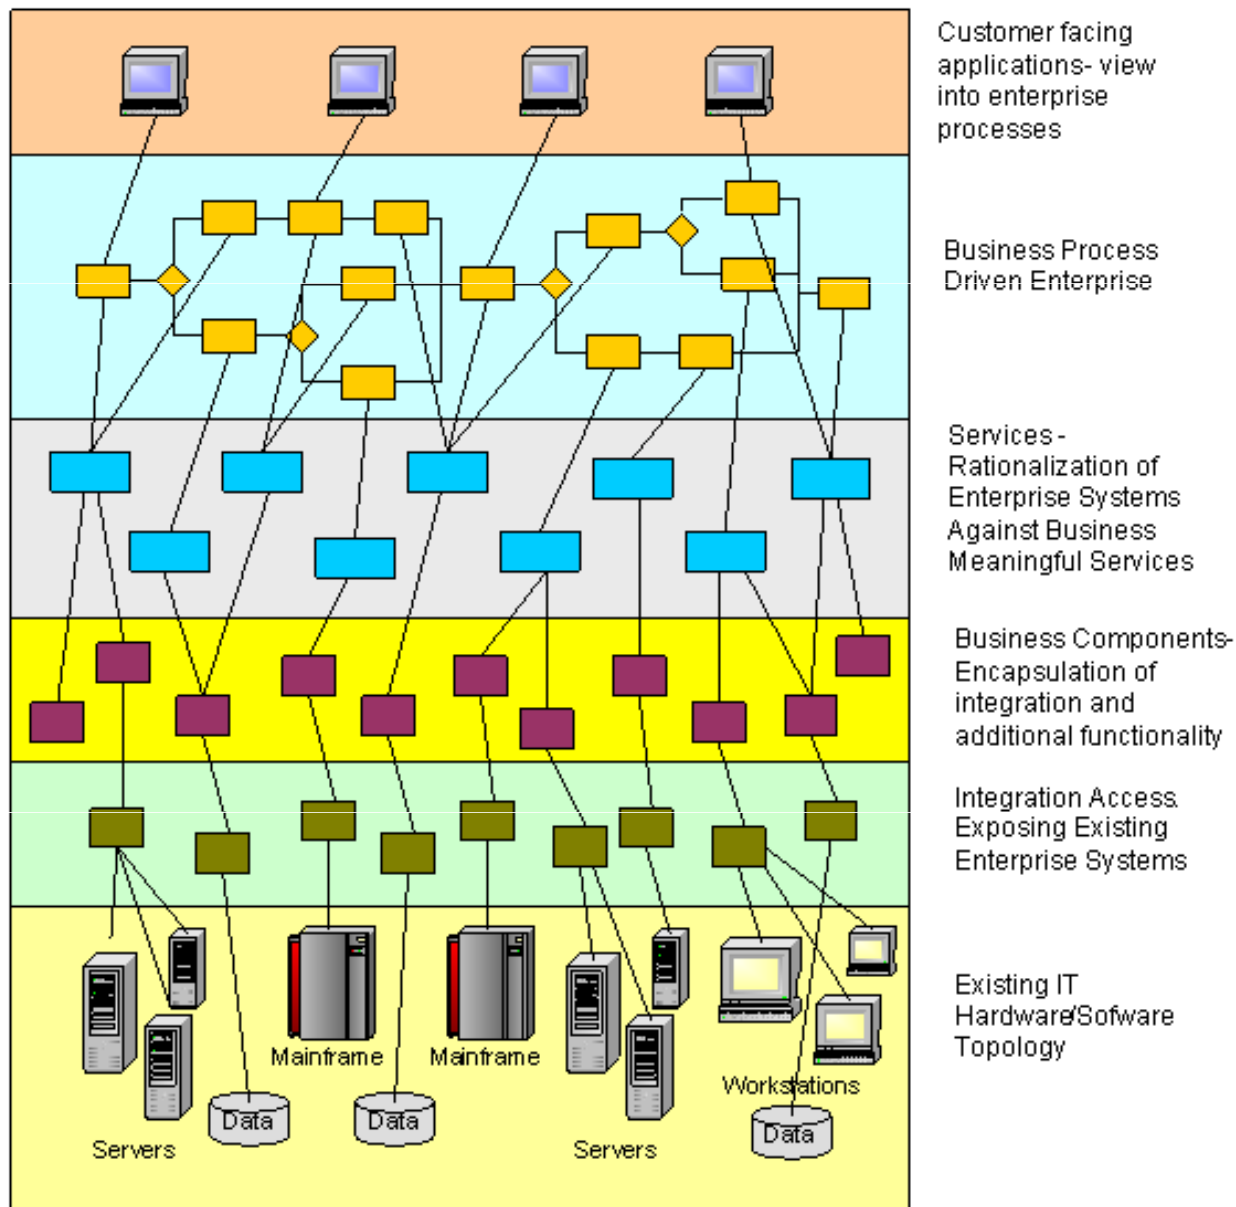 Customer facing
applications- view
into enterprise
processes
Business Process
Driven Enterprise
Services -
Rationalization of
Enterprise Systems
Against Business
Meaningful Services
Business Components-
Encapsulation of
integration and
additional functionality
Integration Access.
Exposing Existing
Enterprise Systems
Existing IT
Hardware/Sofware
Topology
Mainframe
Mainframe
Workstations
Data
Data
Data
Servers
Servers